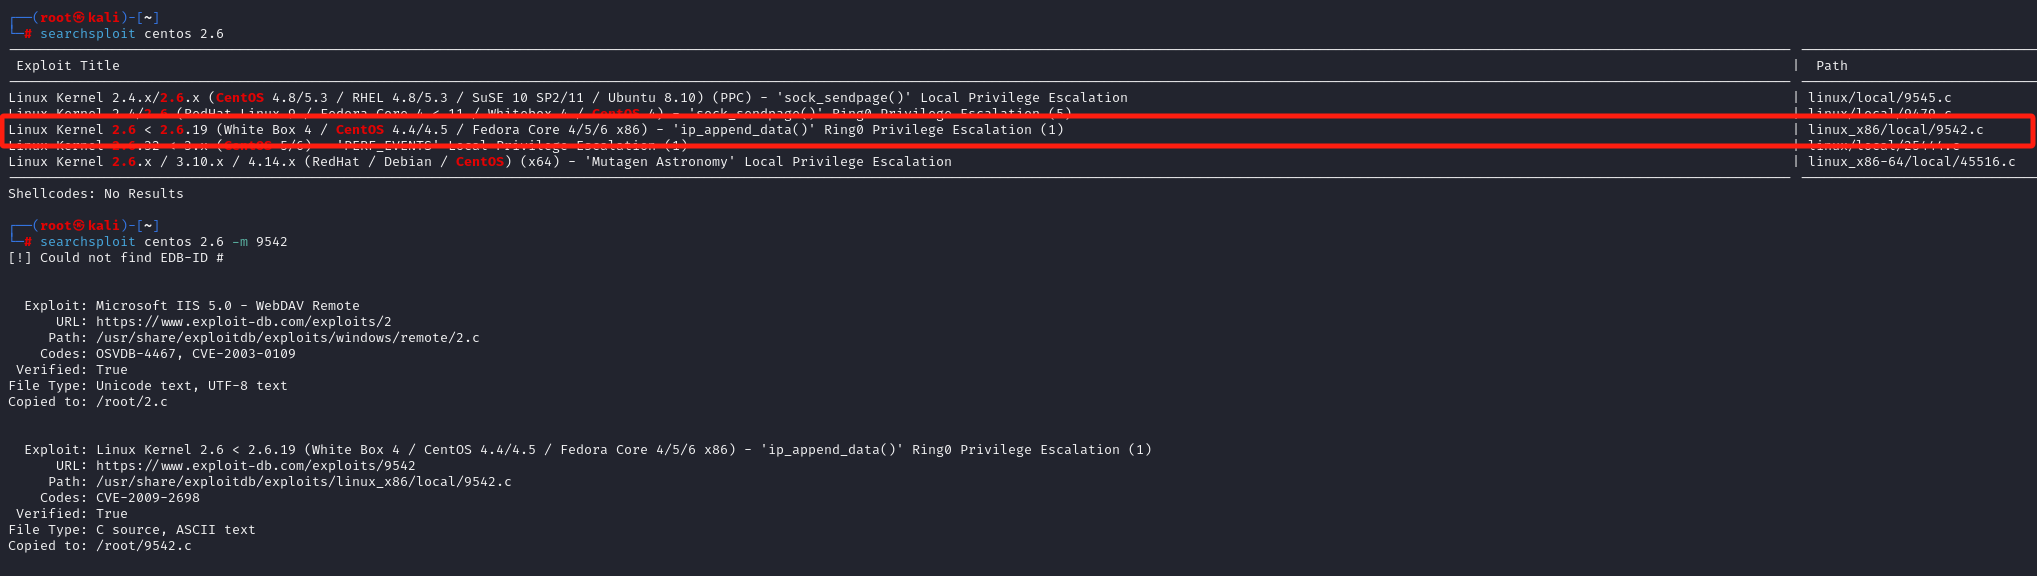 ┌──(root㉿kali)-[~]
└─# searchsploit centos 2.6
Exploit Title | Path
Linux Kernel 2.4.x/2.6.x (CentOS 4.8/5.3 / RHEL 4.8/5.3 / SuSE 10 SP2/11 / Ubuntu 8.10) (PPC) - 'sock_sendpage()' Local Privilege Escalation | linux/local/9545.c
Linux Kernel 2.4/2.6 (RedHat Linux 9 / Fedora Core 4 < 11 / Whitebox 4 / CentOS 4) - 'sock_sendpage()' Ring0 Privilege Escalation (5) | linux/local/9479.c
Linux Kernel 2.6 < 2.6.19 (White Box 4 / CentOS 4.4/4.5 / Fedora Core 4/5/6 x86) - 'ip_append_data()' Ring0 Privilege Escalation (1) | linux_x86/local/9542.c
Linux Kernel 2.6.32 < 3.x (CentOS 5/6) - 'PERF_EVENTS' Local Privilege Escalation (1) | linux/local/25444.c
Linux Kernel 2.6.x / 3.10.x / 4.14.x (RedHat / Debian / CentOS) (x64) - 'Mutagen Astronomy' Local Privilege Escalation | linux_x86-64/local/45516.c
Shellcodes: No Results
┌──(root㉿kali)-[~]
└─# searchsploit centos 2.6 -m 9542
[!] Could not find EDB-ID #
Exploit: Microsoft IIS 5.0 - WebDAV Remote
URL: https://www.exploit-db.com/exploits/2
Path: /usr/share/exploitdb/exploits/windows/remote/2.c
Codes: OSVDB-4467, CVE-2003-0109
Verified: True
File Type: Unicode text, UTF-8 text
Copied to: /root/2.c
Exploit: Linux Kernel 2.6 < 2.6.19 (White Box 4 / CentOS 4.4/4.5 / Fedora Core 4/5/6 x86) - 'ip_append_data()' Ring0 Privilege Escalation (1)
URL: https://www.exploit-db.com/exploits/9542
Path: /usr/share/exploitdb/exploits/linux_x86/local/9542.c
Codes: CVE-2009-2698
Verified: True
File Type: C source, ASCII text
Copied to: /root/9542.c